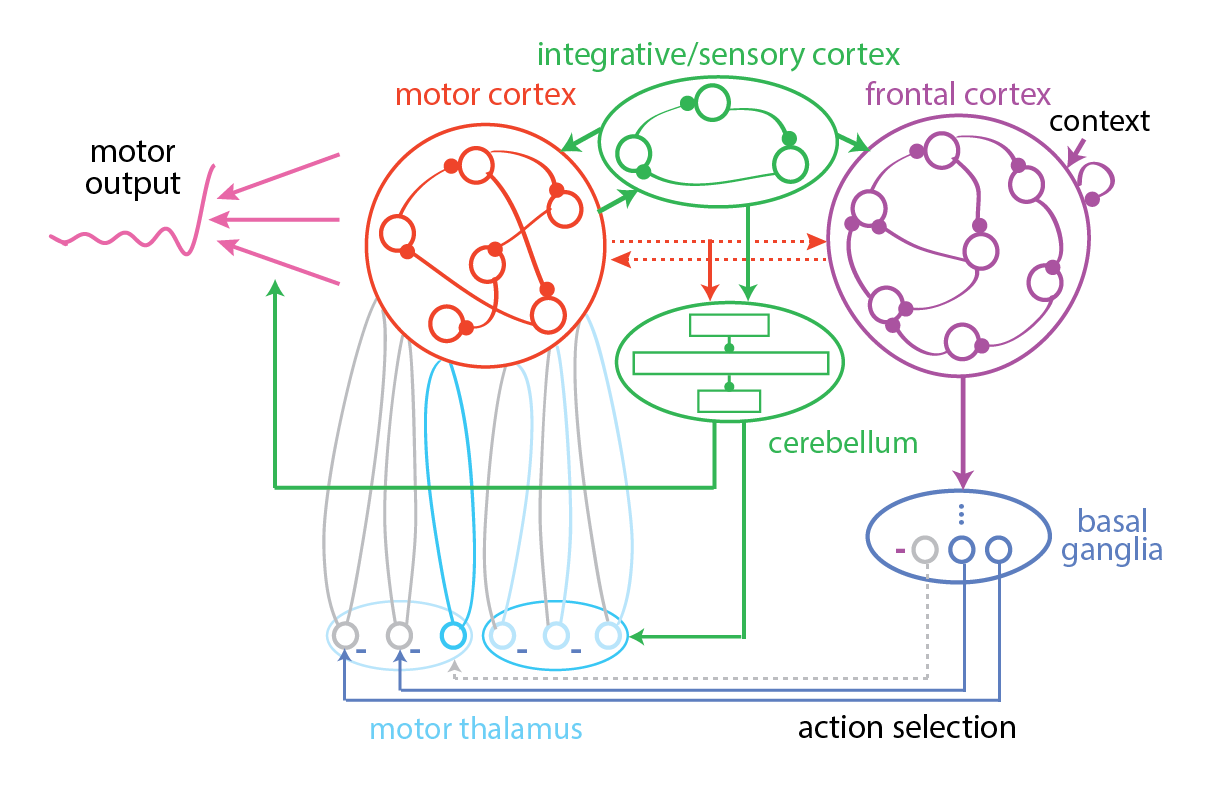 integrative/sensory cortex
motor cortex
frontal cortex
context
motor
output
cerebellum
basal
ganglia
-
- - - -
motor thalamus
action selection